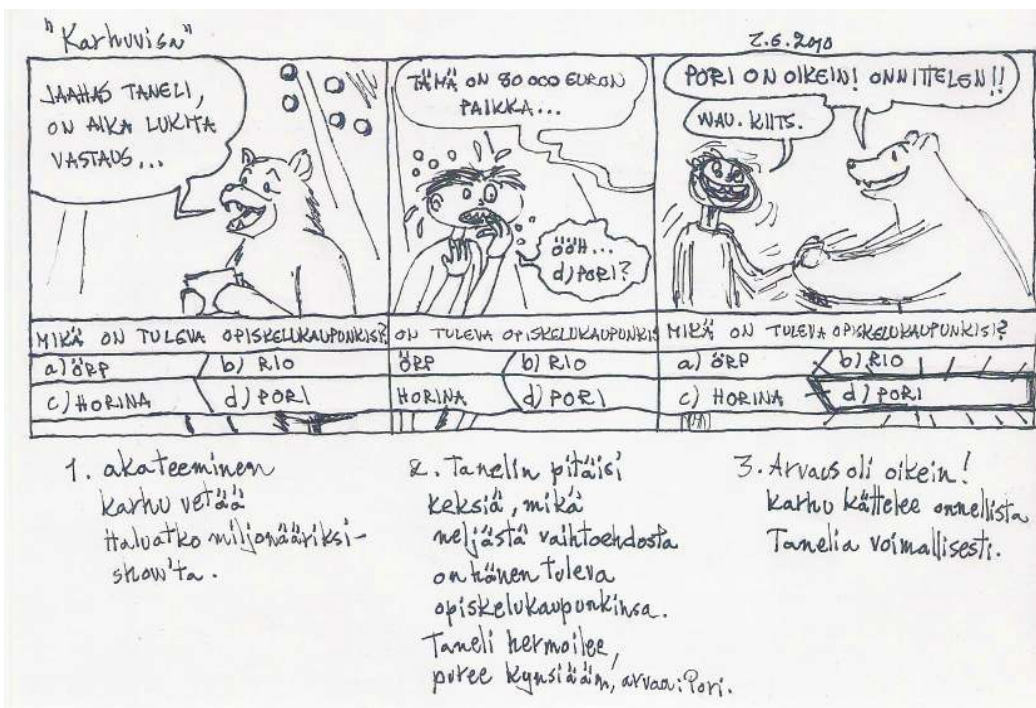 "Karhuvisa"
2.6.2010
JAAHAS TANELI,
ON AIKA LUKITA
VASTAUS...
MIKÄ ON TULEVA OPISKELUKAUPUNKISI?
a) ÖRP
b) RIO
c) HORINA
d) PORI
TÄMÄ ON 80 000 EURON
PAIKKA...
ÖÖH...
d) PORI?
ON TULEVA OPISKELUKAUPUNKIS
ÖRP
b) RIO
HORINA
d) PORI
PORI ON OIKEIN! ONNITTELEN!!
WAU. KIITS.
MIKÄ ON TULEVA OPISKELUKAUPUNKISI?
a) ÖRP
b) RIO
c) HORINA
d) PORI
1. akateeminen
karhu vetää
Haluatko miljonääriksi-
show'ta.
2. Tanelin pitäisi
keksiä, mikä
neljästä vaihtoehdosta
on hänen tuleva
opiskelukaupunkinsa.
Taneli hermoilee,
puree kynsiään, arvaa: Pori.
3. Arvaus oli oikein!
Karhu kättelee onnellista
Tanelia voimallisesti.